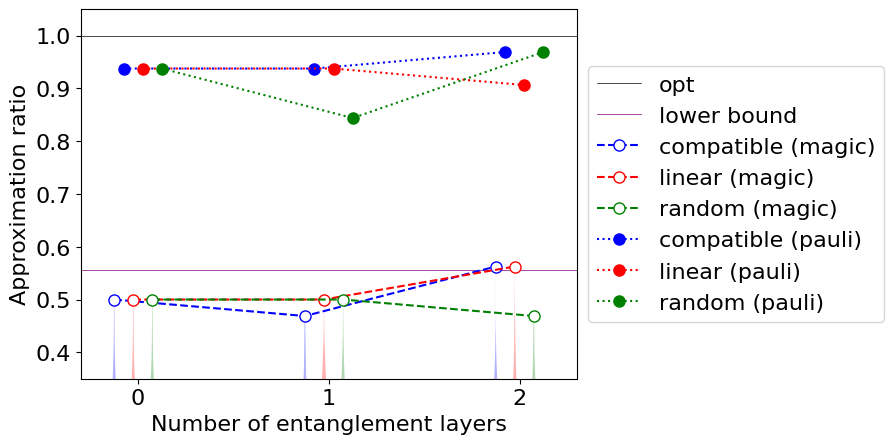 1.0
0.9
0.8
0.7
0.6
0.5
0.4
Approximation ratio
0 1 2
Number of entanglement layers
opt
lower bound
compatible (magic)
linear (magic)
random (magic)
compatible (pauli)
linear (pauli)
random (pauli)